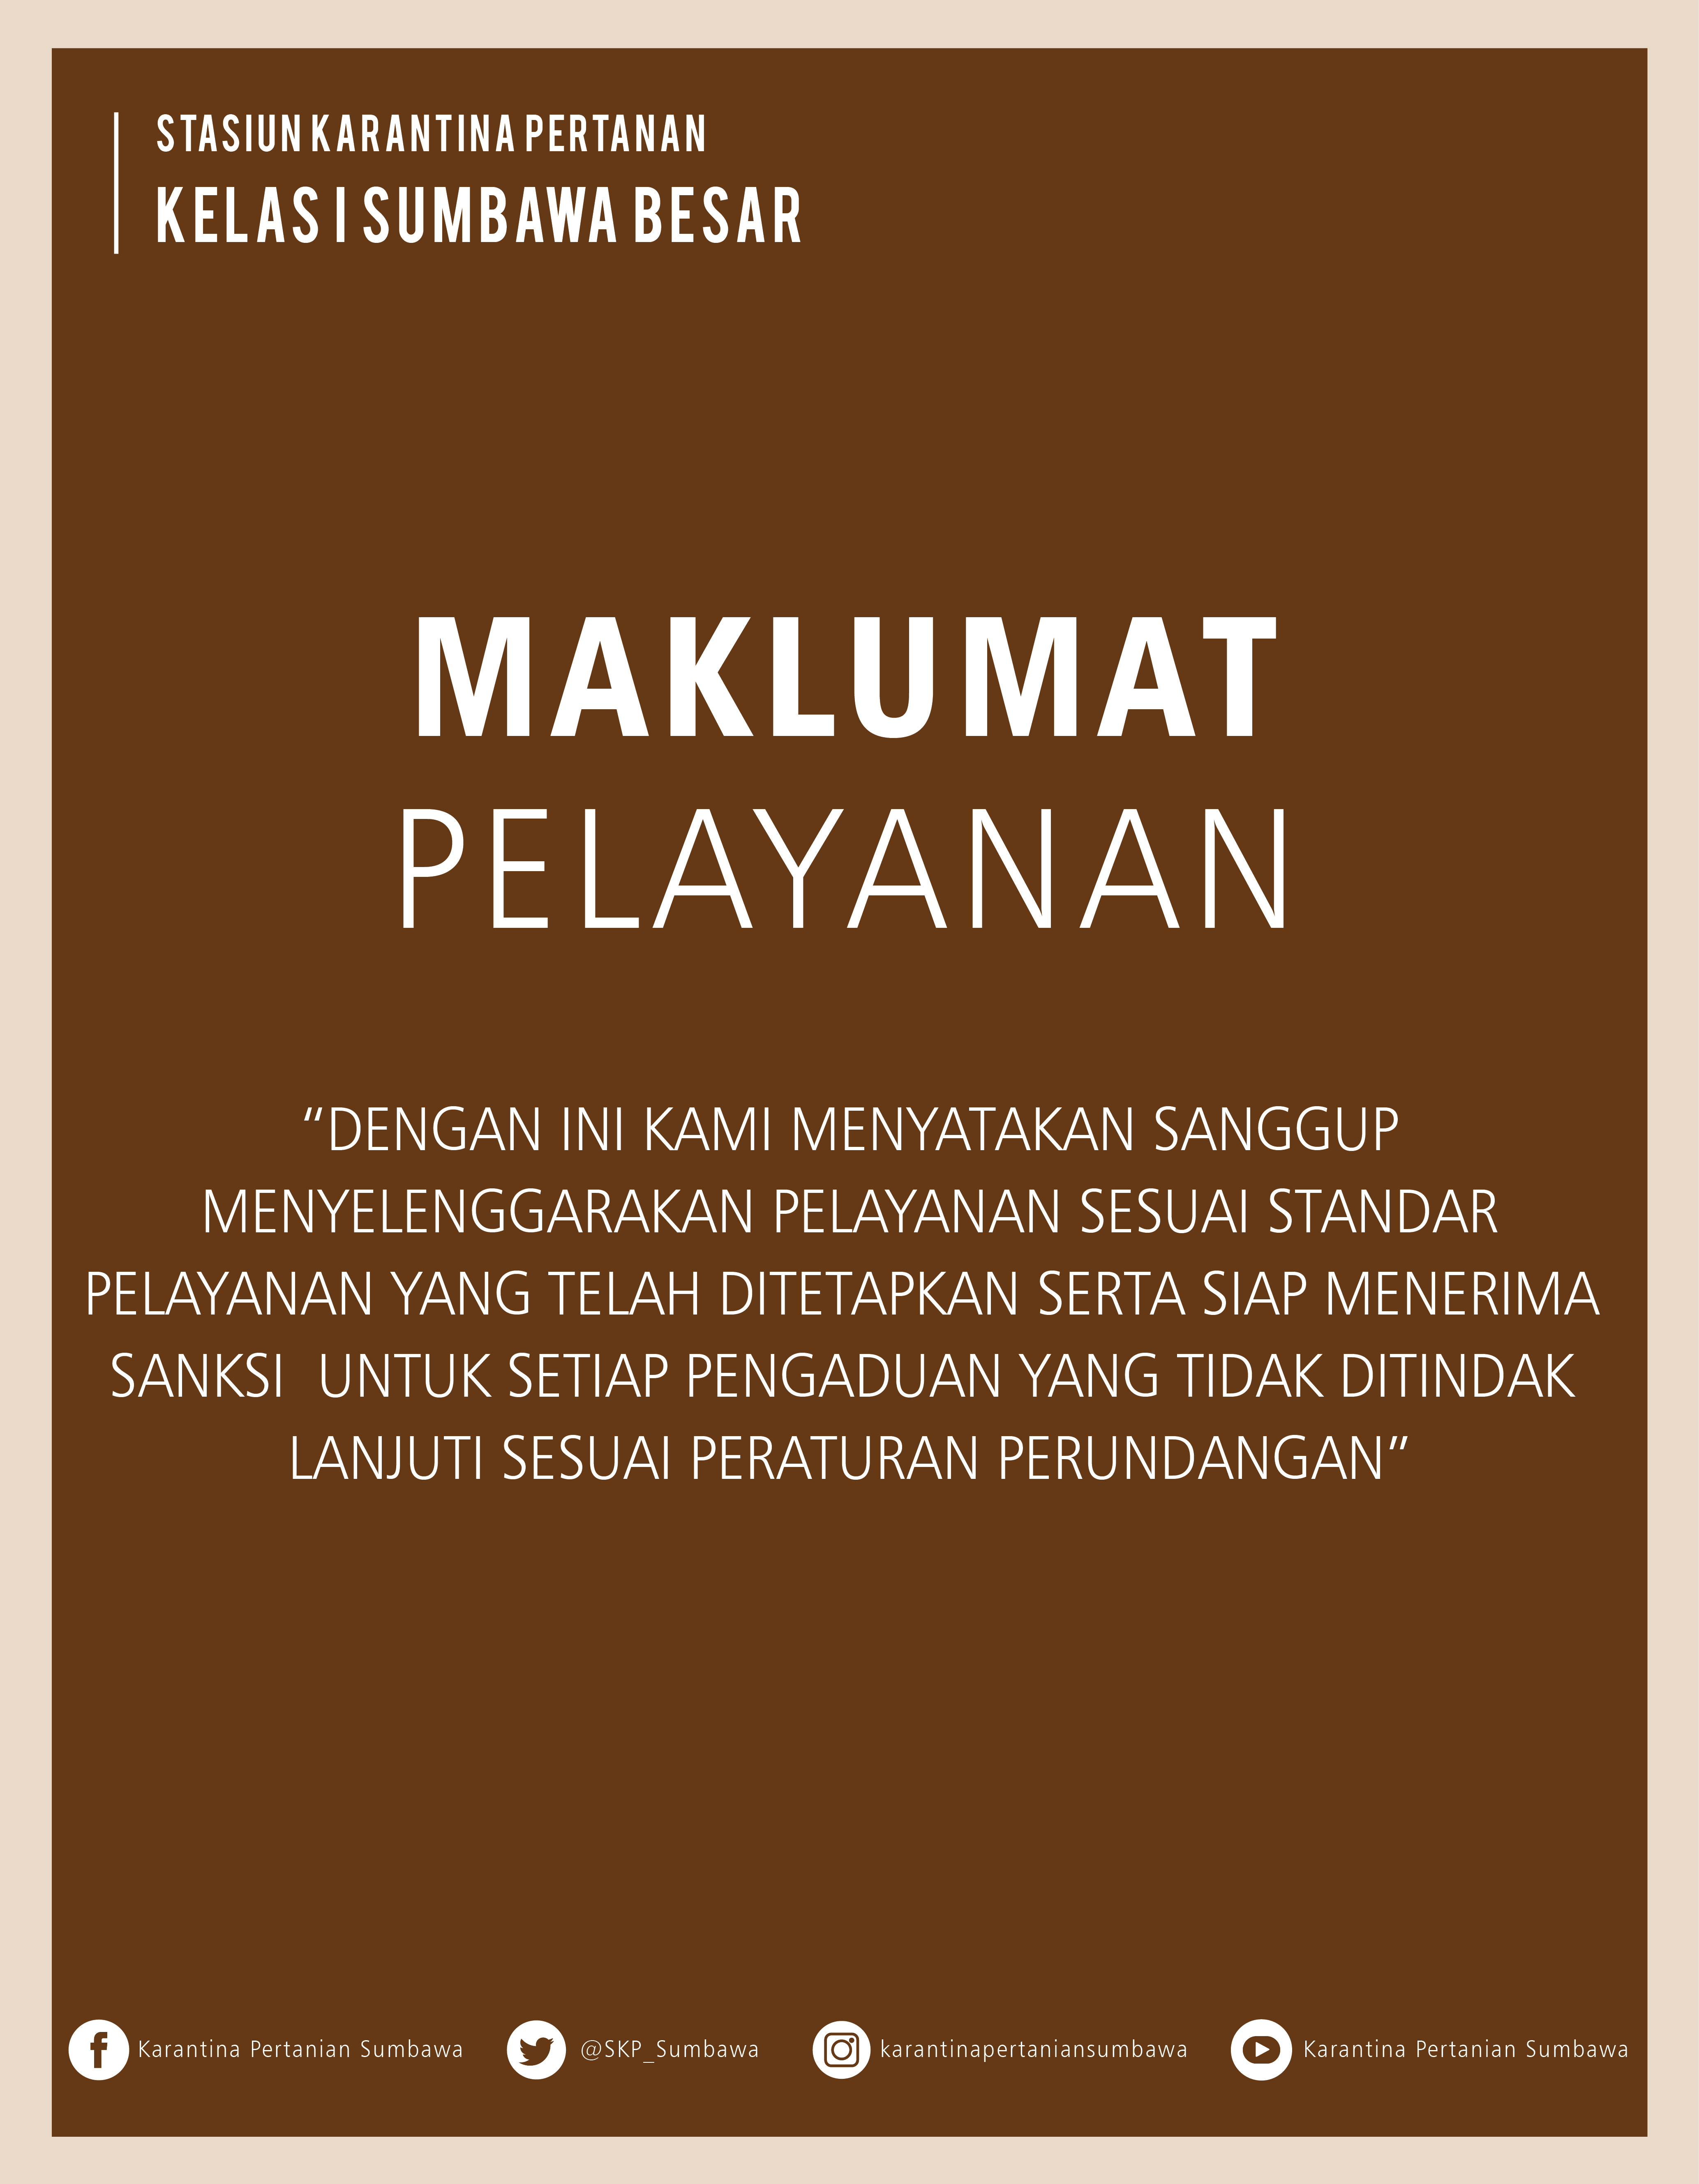 STASIUN KARANTINA PERTANAN
KELAS I SUMBAWA BESAR
MAKLUMAT
PELAYANAN
“DENGAN INI KAMI MENYATAKAN SANGGUP
MENYELENGGARAKAN PELAYANAN SESUAI STANDAR
PELAYANAN YANG TELAH DITETAPKAN SERTA SIAP MENERIMA
SANKSI  UNTUK SETIAP PENGADUAN YANG TIDAK DITINDAK
LANJUTI SESUAI PERATURAN PERUNDANGAN”
Karantina Pertanian Sumbawa @SKP_Sumbawa karantinapertaniansumbawa Karantina Pertanian Sumbawa